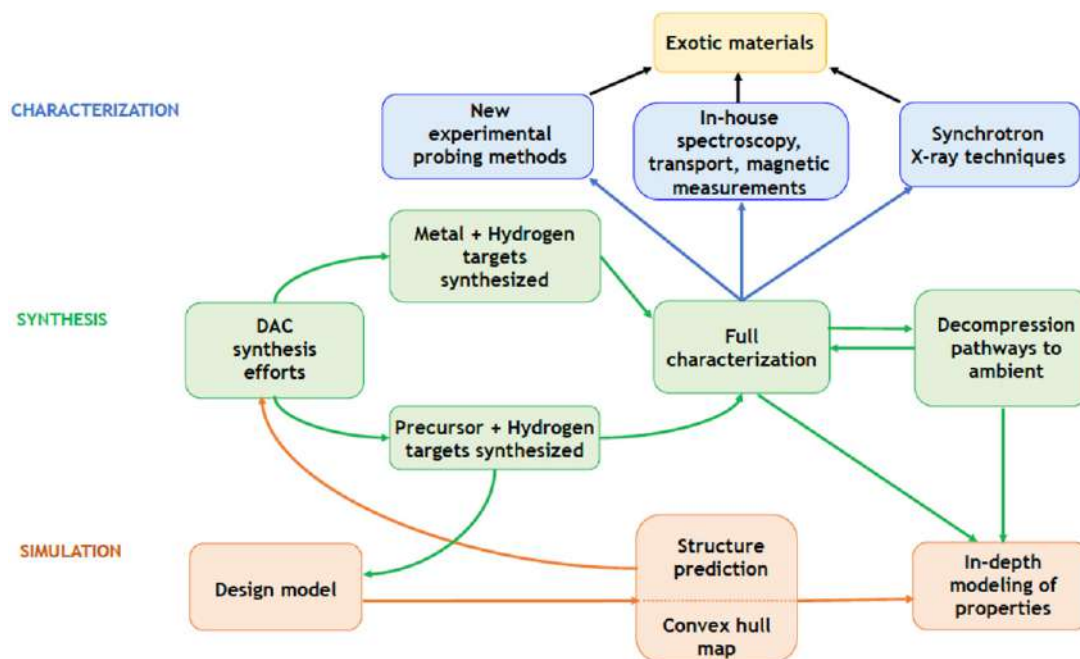 Exotic materials
CHARACTERIZATION
New
experimental
probing methods
In-house
spectroscopy,
transport, magnetic
measurements
Synchrotron
X-ray techniques
Metal + Hydrogen
targets
synthesized
SYNTHESIS
DAC
synthesis
efforts
Full
characterization
Decompression
pathways to
ambient
Precursor + Hydrogen
targets synthesized
SIMULATION
Design model
Structure
prediction
Convex hull
map
In-depth
modeling of
properties